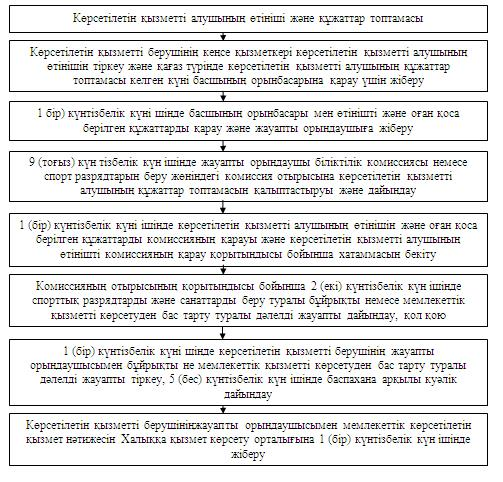 Көрсетілетін қызметті алушының өтініші және құжаттар топтамасы
Көрсетілетін қызметті берушінің кеңсе қызметкері көрсетілетін қызметті алушының
өтінішін тіркеу және қағаз түрінде көрсетілетін қызметті алушының құжаттар
топтамасы келген күні басшының орынбасарына қарау үшін жіберу
1 бір) күнтізбелік күні ішінде басшының орынбасары мен өтінішті және оған қоса
берілген құжаттарды қарау және жауапты орындаушыға жіберу
9 (тоғыз) күн тізбелік күн ішінде жауапты орындаушы біліктілік комиссиясы немесе
спорт разрядтарын беру жөніндегі комиссия отырысына көрсетілетін қызметті
алушының құжаттар топтамасын қалыптастыруы және дайындау
1 (бір) күнтізбелік күні ішінде көрсетілетін қызметті алушының өтінішін және оған қоса
берілген құжаттарды комиссияның қарауы және көрсетілетін қызметті алушының
өтінішті комиссияның қарау қорытындысы бойынша хатаммасын бекіту
Комиссияның отырысының қорытындысы бойынша 2 (екі) күнтізбелік күн ішінде
спорттық разрядтарды және санаттарды беру туралы бұйрықты немесе мемлекеттік
қызметті көрсетуден бас тарту туралы дәлелді жауапты дайындау, қол қою
1 (бір) күнтізбелік күні шінде көрсетілетін қызметті берушінің жауапты
орындаушысымен бұйрықты не мемлекеттік қызметті көрсетуден бас тарту туралы
дәлелді жауапты тіркеу, 5 (бес) күнтізбелік күн ішінде баспахана арқылы куәлік
дайындау
Көрсетілетін қызметті берушініңжауапты орындаушысымен мемлекеттік көрсетілетін
қызмет нәтижесін Халыққа қызмет көрсету орталығына 1 (бір) күнтізбелік күн ішінде
жіберу